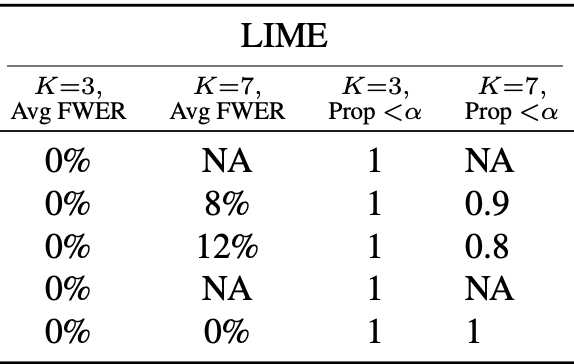 LIME
K=3, K=7, K=3, K=7,
Avg FWER Avg FWER Prop <α Prop <α
0% NA 1 NA
0% 8% 1 0.9
0% 12% 1 0.8
0% NA 1 NA
0% 0% 1 1